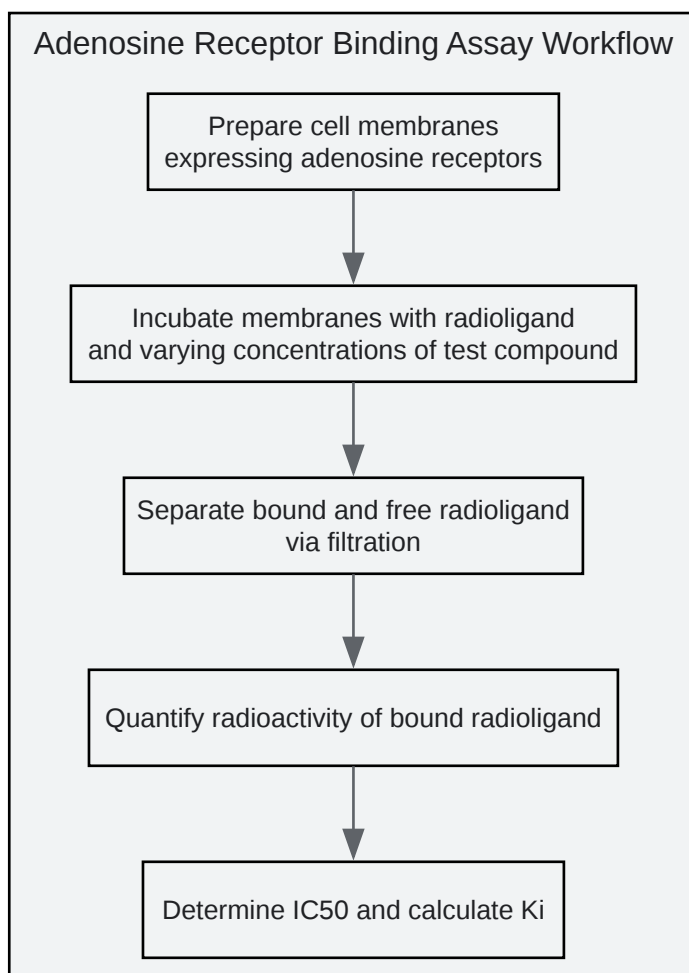 Adenosine Receptor Binding Assay Workflow
Prepare cell membranes
expressing adenosine receptors
Incubate membranes with radioligand
and varying concentrations of test compound
Separate bound and free radioligand
via filtration
Quantify radioactivity of bound radioligand
Determine IC50 and calculate Ki